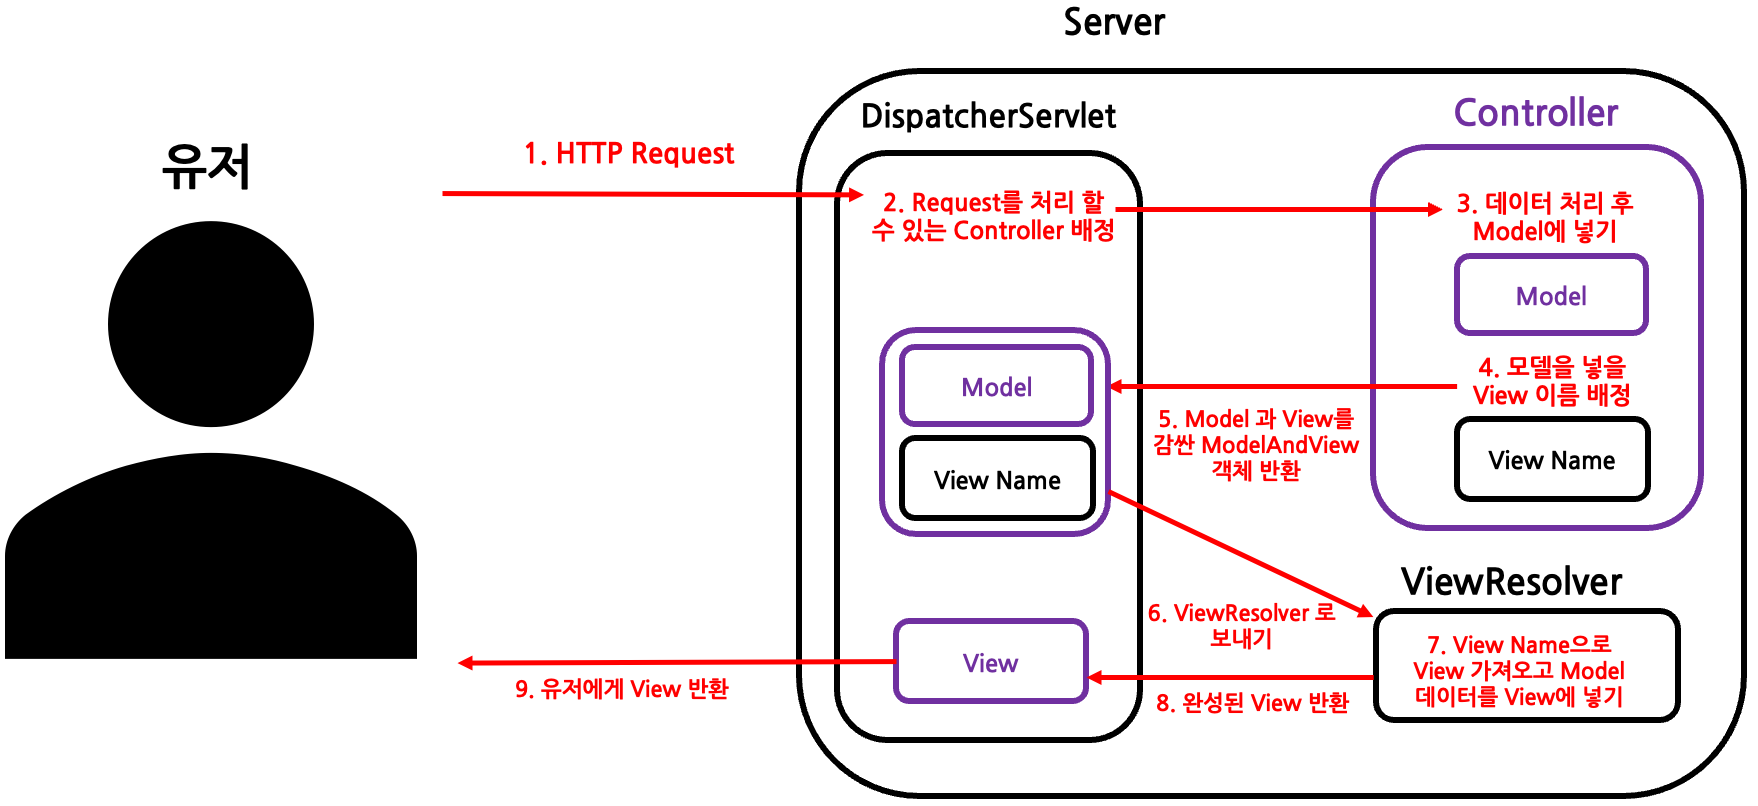 Server
유저
1. HTTP Request
DispatcherServlet
2. Request를 처리 할
수 있는 Controller 배정
Controller
3. 데이터 처리 후
Model에 넣기
Model
4. 모델을 넣을
View 이름 배정
View Name
5. Model 과 View를
감싼 ModelAndView
객체 반환
Model
View Name
6. ViewResolver 로
보내기
ViewResolver
7. View Name으로
View 가져오고 Model
데이터를 View에 넣기
8. 완성된 View 반환
View
9. 유저에게 View 반환